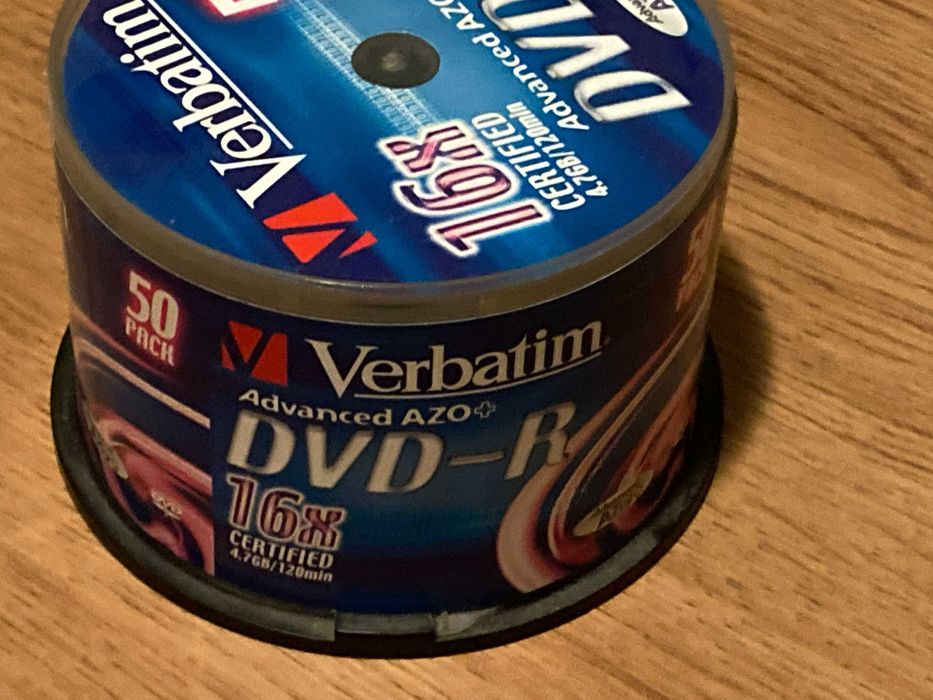 Verbatim
DVD
Advanced AZO
16x
CERTIFIED
4.7GB/120min
50
PACK
Verbatim
Advanced AZO+
DVD-R
16x
CERTIFIED
4.7GB/120min
DVD